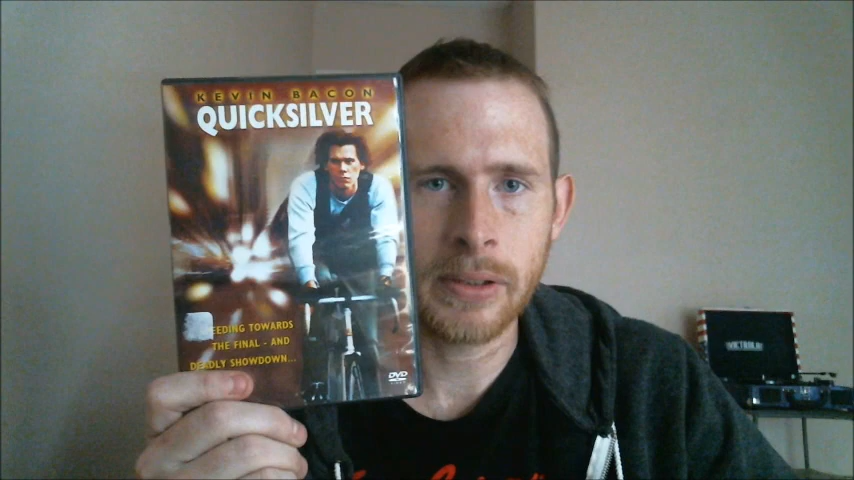 KEVIN BACON
QUICKSILVER
EEDING TOWARDS
THE FINAL - AND
DEADLY SHOWDOWN...
DVD
VICTROLA